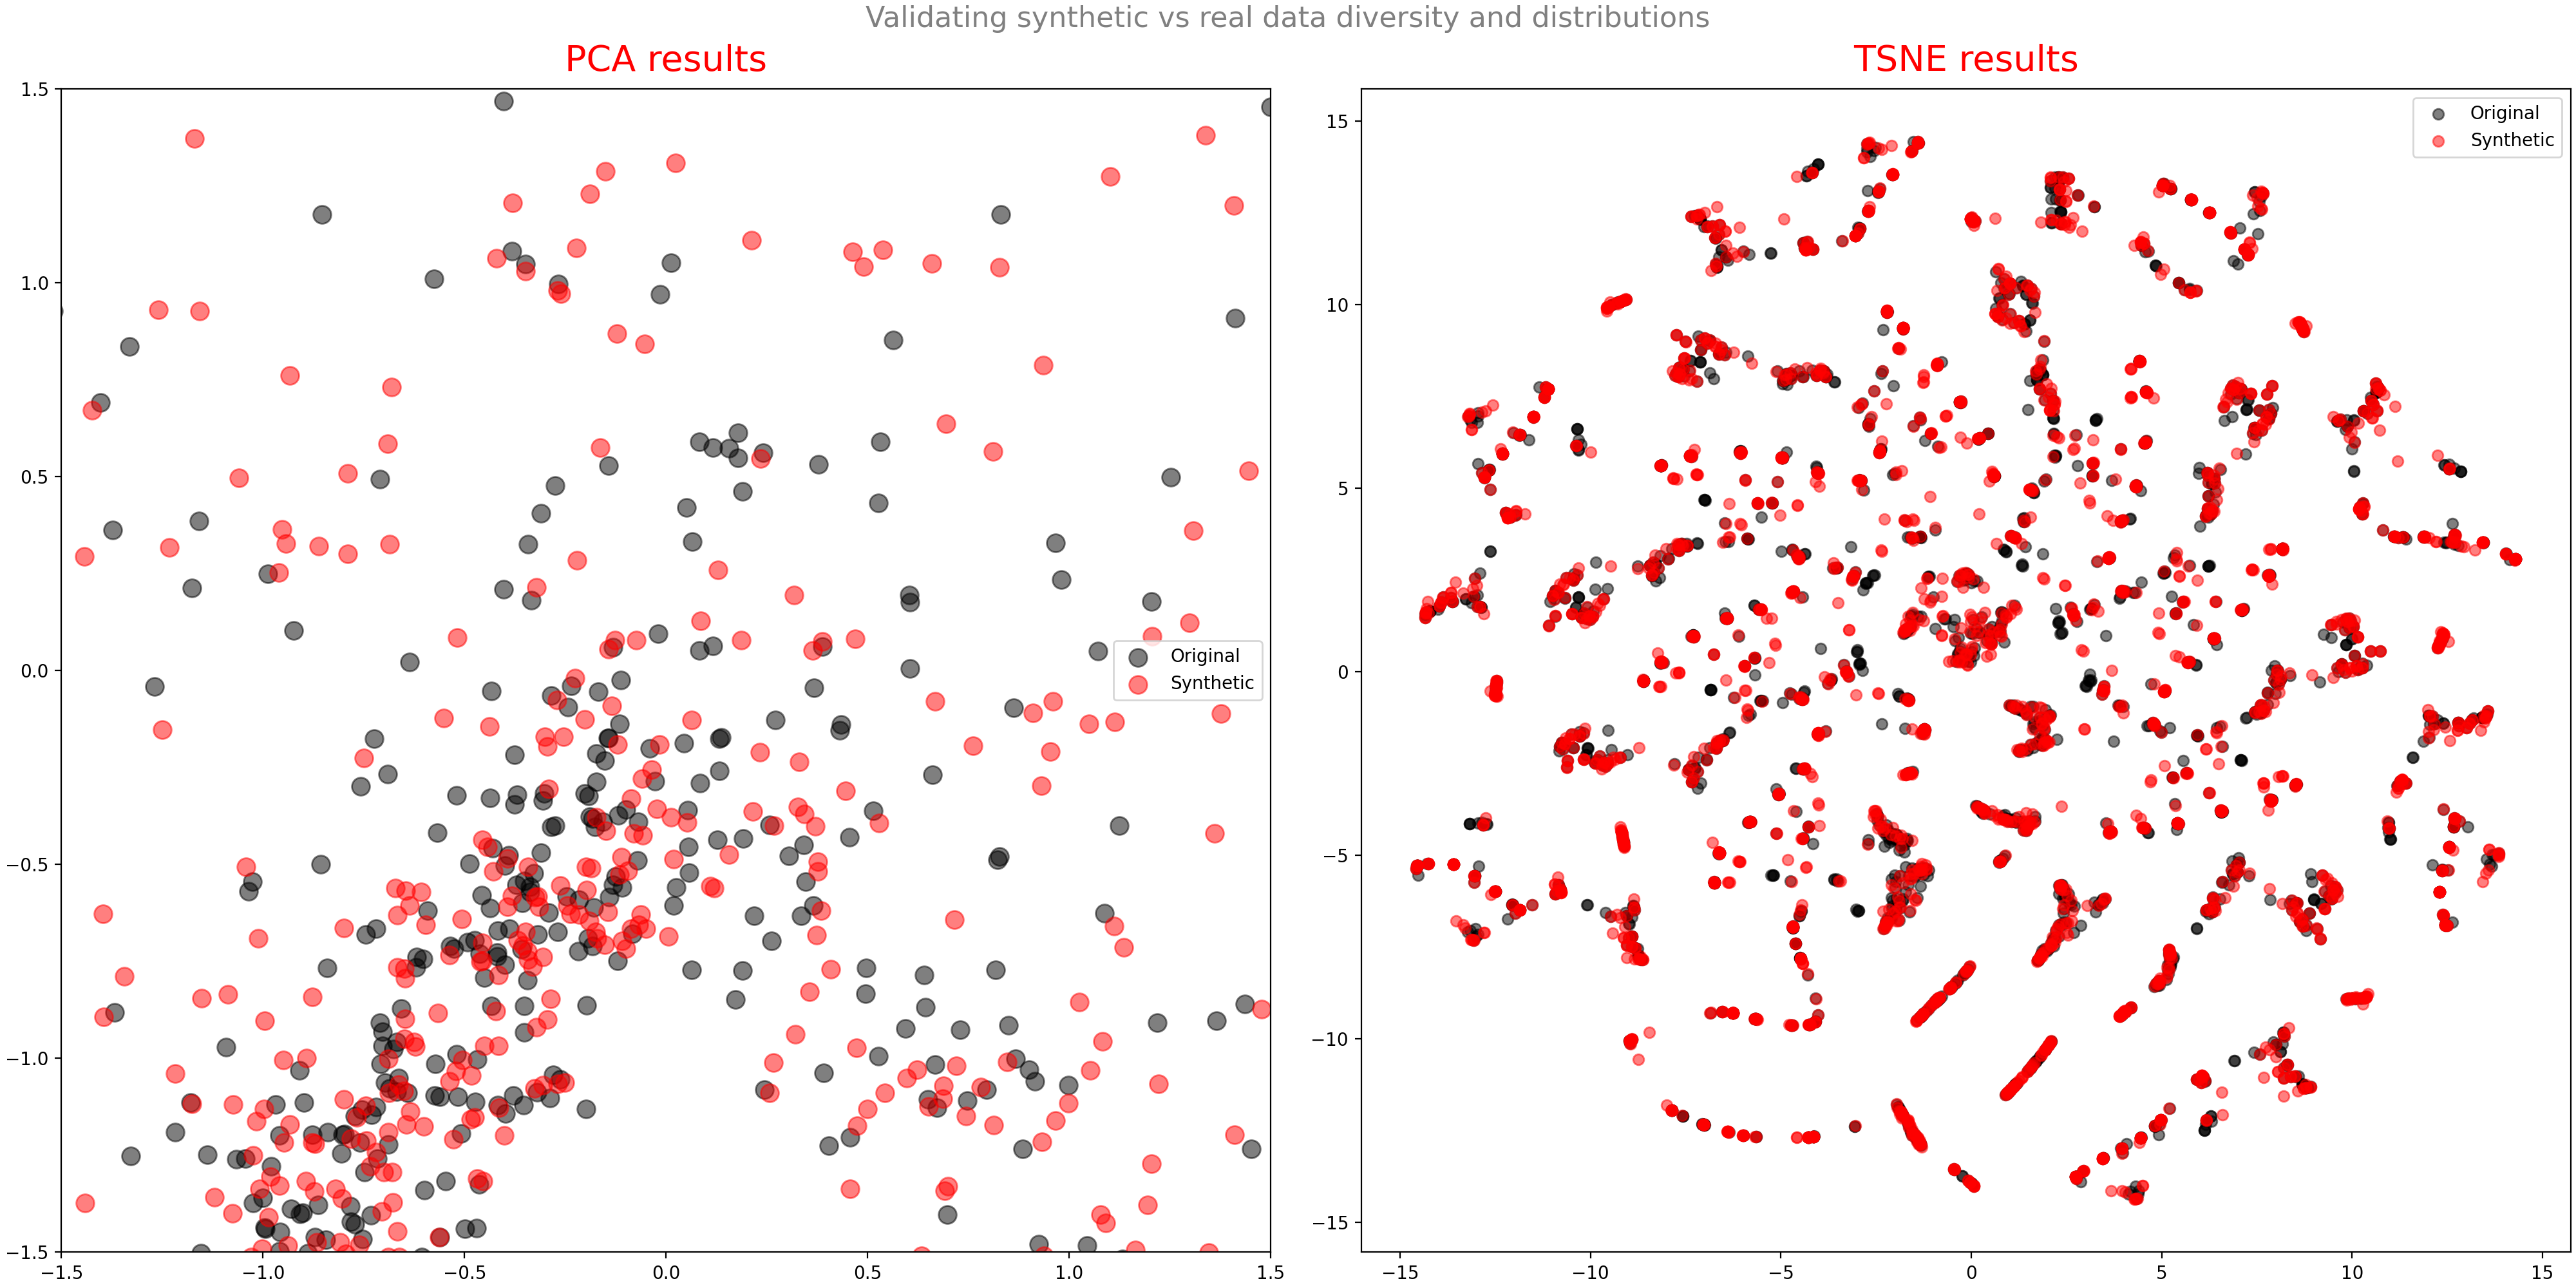 Validating synthetic vs real data diversity and distributions
PCA results
1.5
1.0
0.5
0.0
−0.5
−1.0
−1.5
−1.5 −1.0 −0.5 0.0 0.5 1.0 1.5
Original
Synthetic
TSNE results
15
10
5
0
−5
−10
−15
−15 −10 −5 0 5 10 15
Original
Synthetic